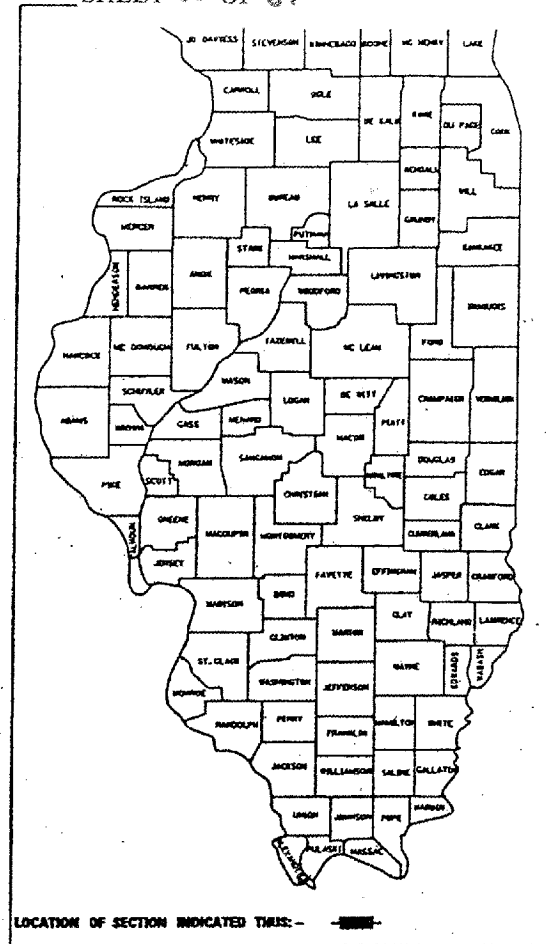 JO DAVIESS STEVENSON WINNEBAGO BOONE MC HENRY LAKE
CARROLL OGLE DE KALB KANE DU PAGE COOK
WHITESIDE LEE
KENDALL WILL
ROCK ISLAND HENRY BUREAU LA SALLE GRUNDY
MERCER PUTNAM
STARK MARSHALL KANKAKEE
HENDERSON WARREN KNOX PEORIA WOODFORD LIVINGSTON IROQUOIS
HANCOCK MC DONOUGH FULTON TAZEWELL MC LEAN FORD
MASON
SCHUYLER LOGAN DE WITT CHAMPAIGN VERMILION
ADAMS BROWN CASS MENARD MACON PIATT
MORGAN SANGAMON DOUGLAS
PIKE SCOTT CHRISTIAN MOULTRIE COLES EDGAR
GREENE MACOUPIN MONTGOMERY SHELBY CUMBERLAND CLARK
CALHOUN JERSEY
FAYETTE EFFINGHAM JASPER CRAWFORD
MADISON BOND CLAY RICHLAND LAWRENCE
CLINTON MARION
ST. CLAIR WASHINGTON WAYNE EDWARDS WABASH
MONROE JEFFERSON
RANDOLPH PERRY HAMILTON WHITE
FRANKLIN
JACKSON WILLIAMSON SALINE GALLATIN
UNION JOHNSON POPE HARDIN
ALEXANDER PULASKI MASSAC
LOCATION OF SECTION INDICATED THUS:-